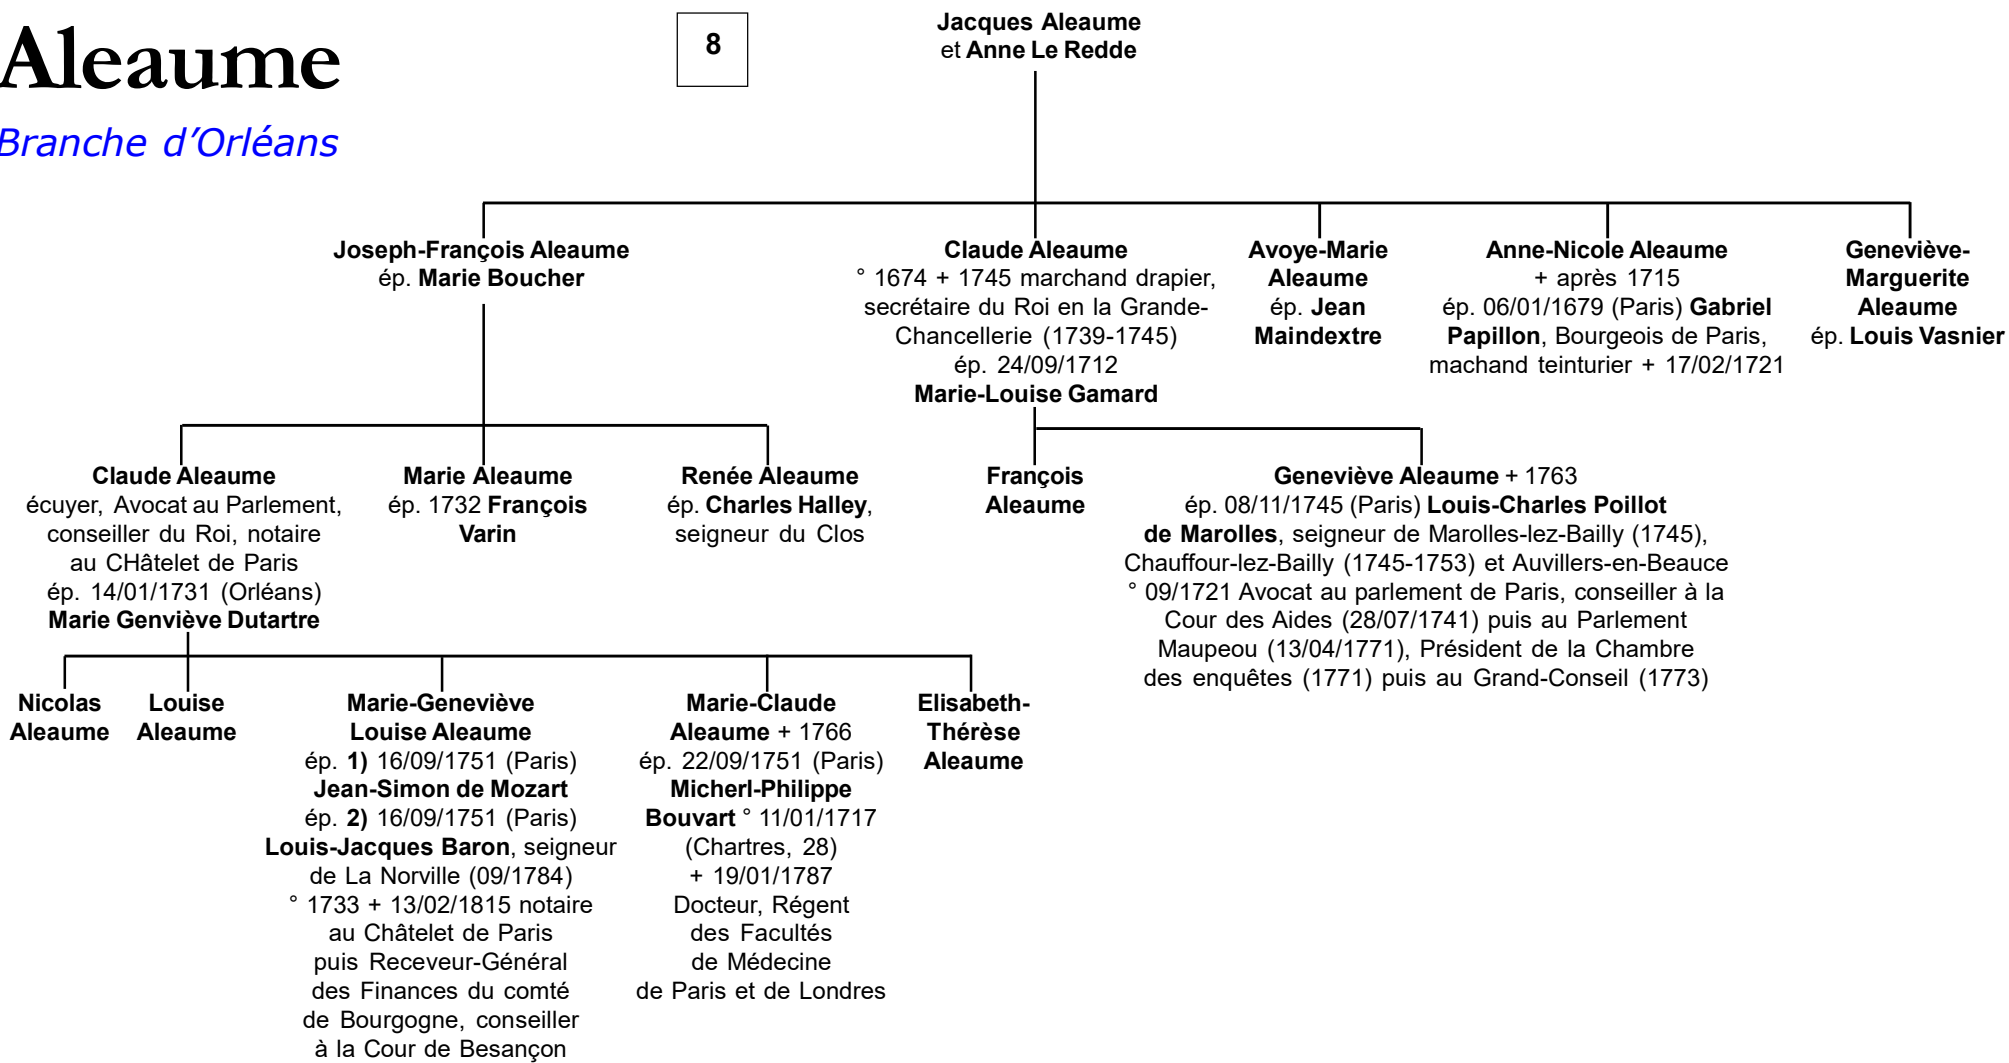 Aleaume
Branche d'Orléans
8
Jacques Aleaume
et Anne Le Redde
Joseph-François Aleaume
ép. Marie Boucher
Claude Aleaume
° 1674 + 1745 marchand drapier,
secrétaire du Roi en la Grande-
Chancellerie (1739-1745)
ép. 24/09/1712
Marie-Louise Gamard
Avoye-Marie
Aleaume
ép. Jean
Maindextre
Anne-Nicole Aleaume
+ après 1715
ép. 06/01/1679 (Paris) Gabriel
Papillon, Bourgeois de Paris,
machand teinturier + 17/02/1721
Geneviève-
Marguerite
Aleaume
ép. Louis Vasnier
Claude Aleaume
écuyer, Avocat au Parlement,
conseiller du Roi, notaire
au CHâtelet de Paris
ép. 14/01/1731 (Orléans)
Marie Genviève Dutartre
Marie Aleaume
ép. 1732 François
Varin
Renée Aleaume
ép. Charles Halley,
seigneur du Clos
François
Aleaume
Geneviève Aleaume + 1763
ép. 08/11/1745 (Paris) Louis-Charles Poillot
de Marolles, seigneur de Marolles-lez-Bailly (1745),
Chauffour-lez-Bailly (1745-1753) et Auvillers-en-Beauce
° 09/1721 Avocat au parlement de Paris, conseiller à la
Cour des Aides (28/07/1741) puis au Parlement
Maupeou (13/04/1771), Président de la Chambre
des enquêtes (1771) puis au Grand-Conseil (1773)
Nicolas
Aleaume
Louise
Aleaume
Marie-Geneviève
Louise Aleaume
ép. 1) 16/09/1751 (Paris)
Jean-Simon de Mozart
ép. 2) 16/09/1751 (Paris)
Louis-Jacques Baron, seigneur
de La Norville (09/1784)
° 1733 + 13/02/1815 notaire
au Châtelet de Paris
puis Receveur-Général
des Finances du comté
de Bourgogne, conseiller
à la Cour de Besançon
Marie-Claude
Aleaume + 1766
ép. 22/09/1751 (Paris)
Micherl-Philippe
Bouvart ° 11/01/1717
(Chartres, 28)
+ 19/01/1787
Docteur, Régent
des Facultés
de Médecine
de Paris et de Londres
Elisabeth-
Thérèse
Aleaume